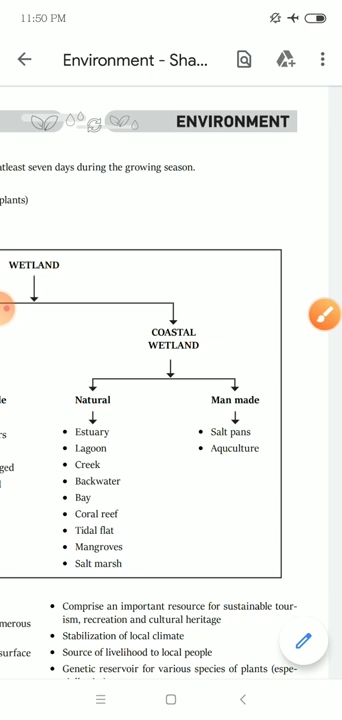 11:50 PM
Environment - Sha...
ENVIRONMENT
atleast seven days during the growing season.
plants)
WETLAND
COASTAL
WETLAND
Natural
Man made
• Estuary
• Lagoon
• Creek
• Backwater
• Bay
• Coral reef
• Tidal flat
• Mangroves
• Salt marsh
• Salt pans
• Aquculture
• Comprise an important resource for sustainable tour-
ism, recreation and cultural heritage
• Stabilization of local climate
• Source of livelihood to local people
• Genetic reservoir for various species of plants (espe-
merous
surface